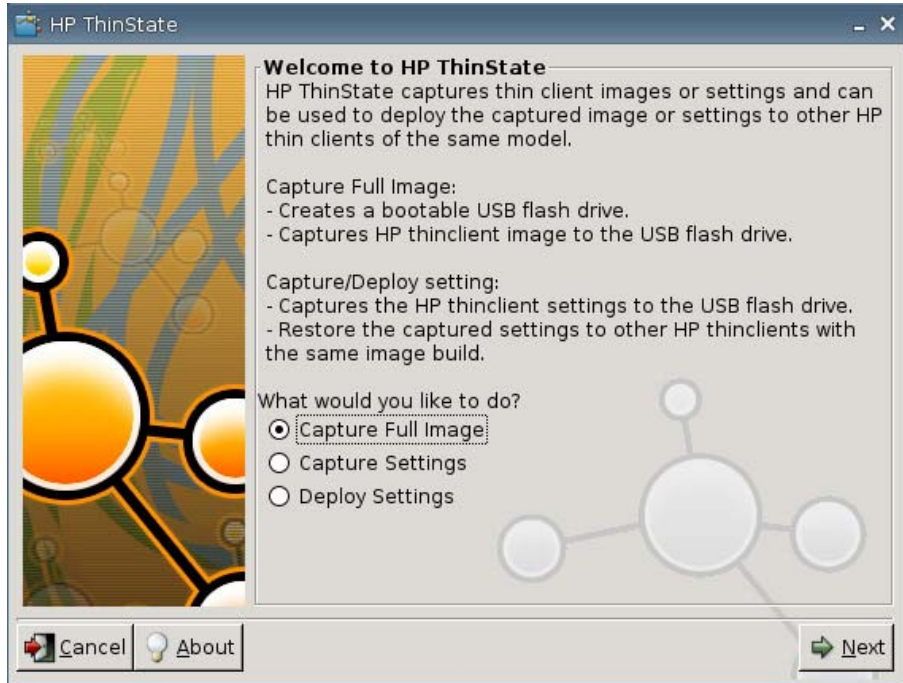 HP ThinState
Welcome to HP ThinState
HP ThinState captures thin client images or settings and can
be used to deploy the captured image or settings to other HP
thin clients of the same model.
Capture Full Image:
- Creates a bootable USB flash drive.
- Captures HP thinclient image to the USB flash drive.
Capture/Deploy setting:
- Captures the HP thinclient settings to the USB flash drive.
- Restore the captured settings to other HP thinclients with
the same image build.
What would you like to do?
Capture Full Image
Capture Settings
Deploy Settings
Cancel
About
Next